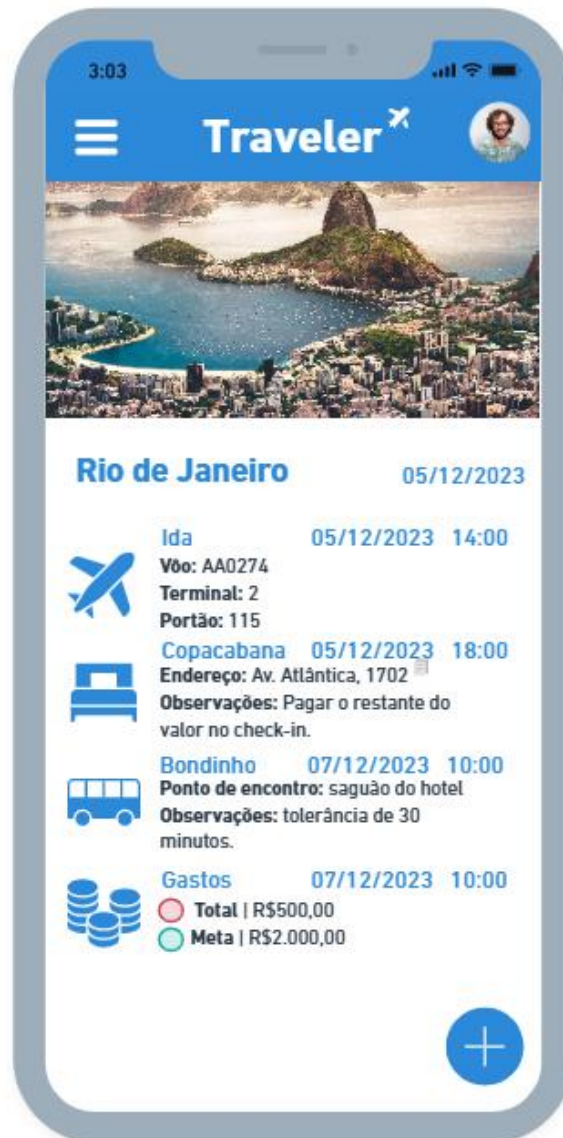 3:03
Traveler
Rio de Janeiro 05/12/2023
Ida 05/12/2023 14:00
Vôo: AA0274
Terminal: 2
Portão: 115
Copacabana 05/12/2023 18:00
Endereço: Av. Atlântica, 1702
Observações: Pagar o restante do
valor no check-in.
Bondinho 07/12/2023 10:00
Ponto de encontro: saguão do hotel
Observações: tolerância de 30
minutos.
Gastos 07/12/2023 10:00
Total | R$500,00
Meta | R$2.000,00